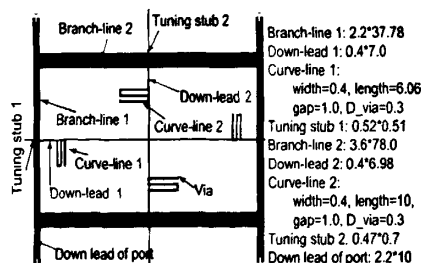 Branch-line 2
Tuning stub 2
Down-lead 2
Branch-line 1
Curve-line 2
Tuning stub 1
Curve-line 1
Down-lead 1
Via
Down lead of port
Branch-line 1: 2.2*37.78
Down-lead 1: 0.4*7.0
Curve-line 1:
width=0.4, length=6.06
gap=1.0, D_via=0.3
Tuning stub 1: 0.52*0.51
Branch-line 2: 3.6*78.0
Down-lead 2: 0.4*6.98
Curve-line 2:
width=0.4, length=10,
gap=1.0, D_via=0.3
Tuning stub 2. 0.47*0.7
Down lead of port: 2.2*10